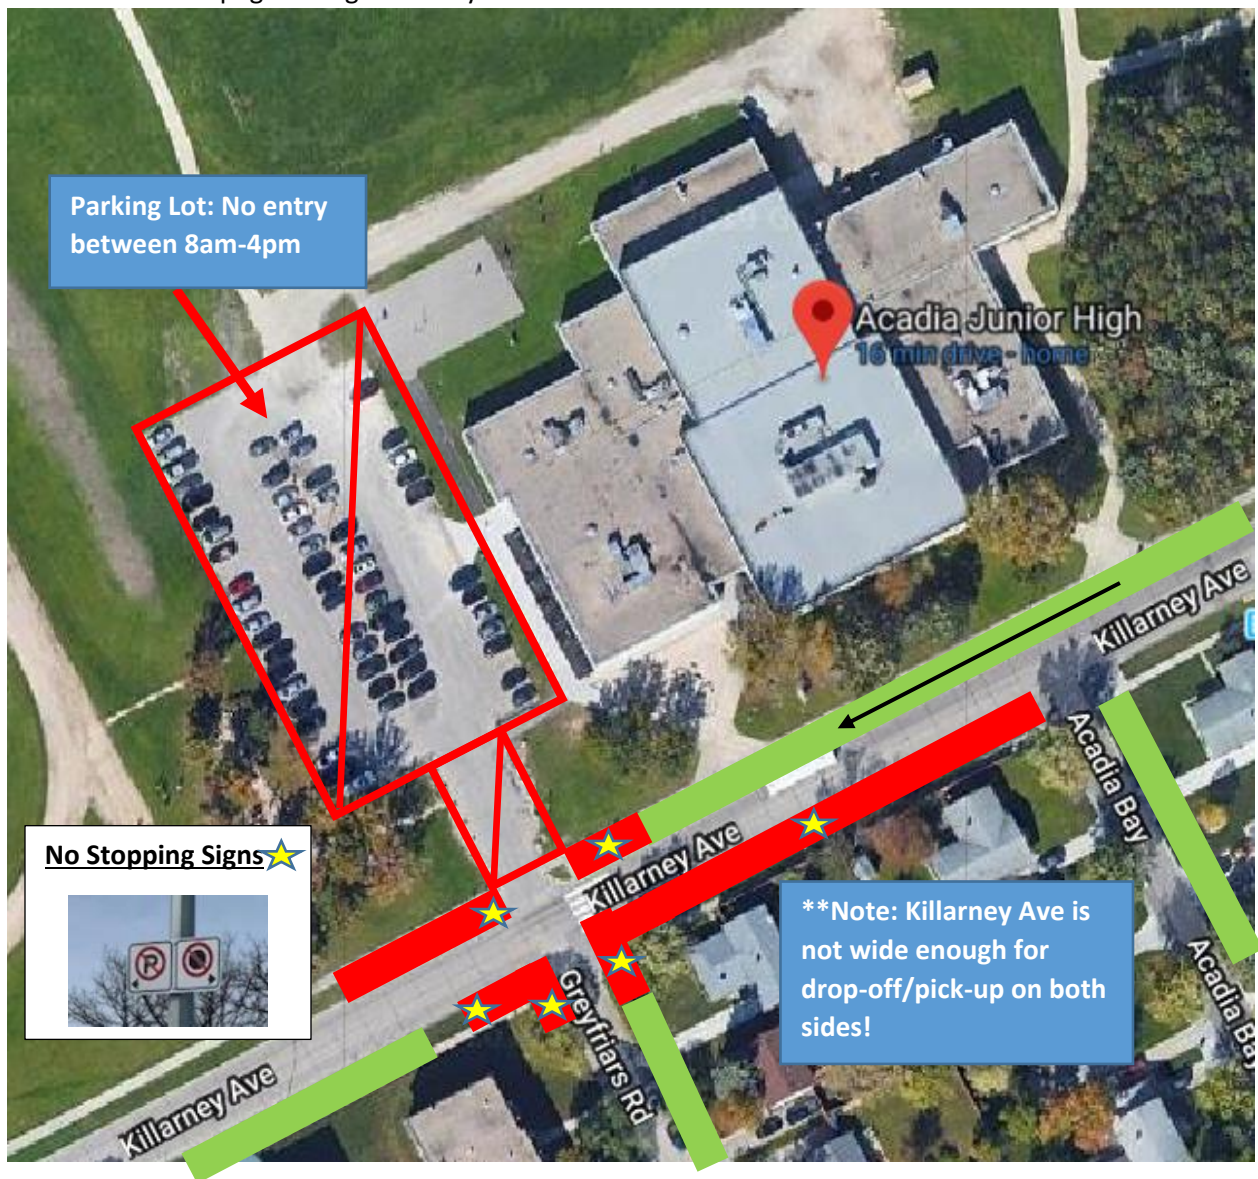 Parking Lot: No entry
between 8am-4pm
Acadia Junior High
16 min drive - home
Killarney Ave
Acadia Bay
Killarney Ave
No Stopping Signs
P
**Note: Killarney Ave is
not wide enough for
drop-off/pick-up on both
sides!
Greyfriars Rd
Acadia Bay
Killarney Ave